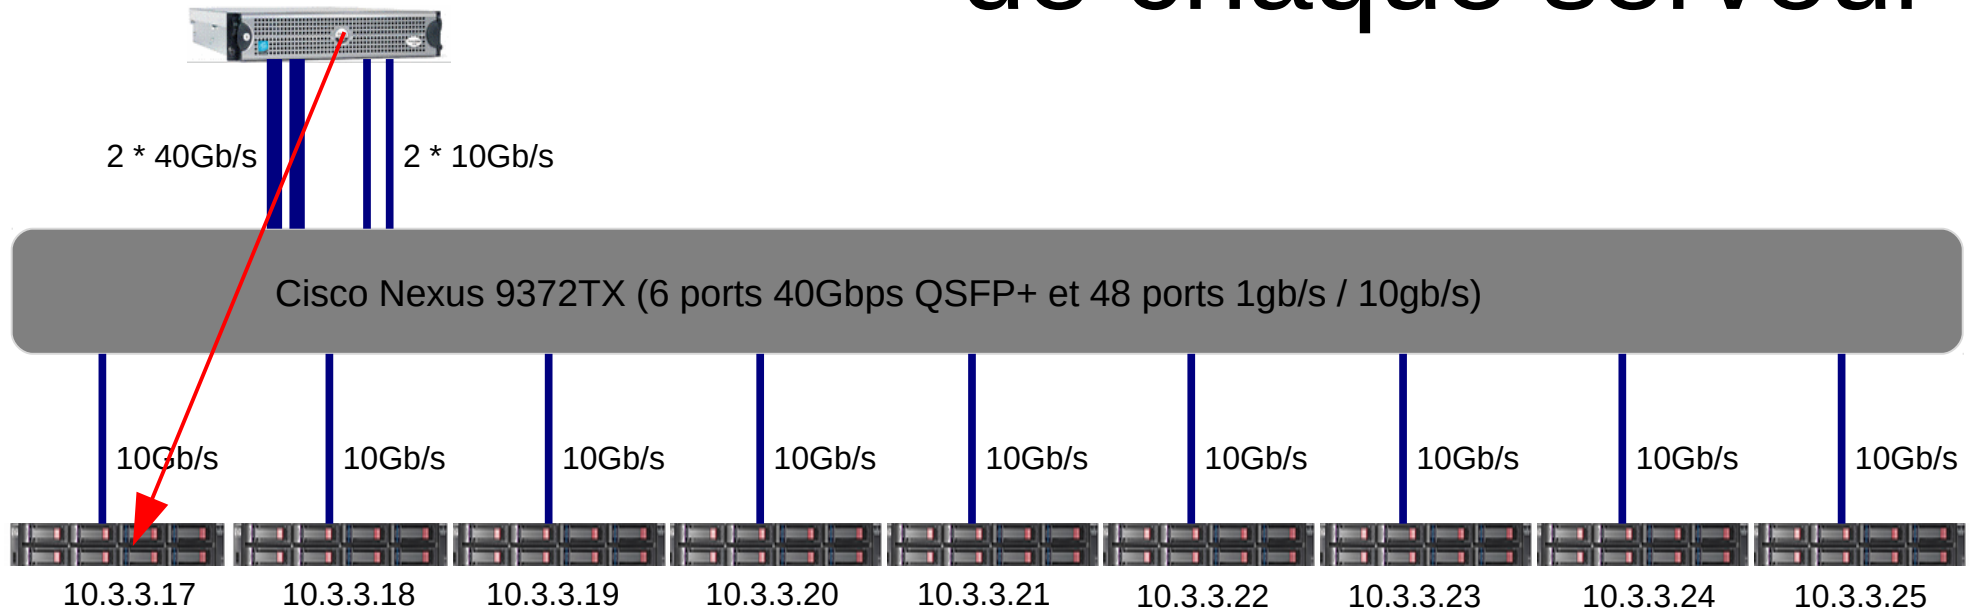 de chaque serveur
2 * 40Gb/s
2 * 10Gb/s
Cisco Nexus 9372TX (6 ports 40Gbps QSFP+ et 48 ports 1gb/s / 10gb/s)
10Gb/s 10Gb/s 10Gb/s 10Gb/s 10Gb/s 10Gb/s 10Gb/s 10Gb/s 10Gb/s
10.3.3.17 10.3.3.18 10.3.3.19 10.3.3.20 10.3.3.21 10.3.3.22 10.3.3.23 10.3.3.24 10.3.3.25